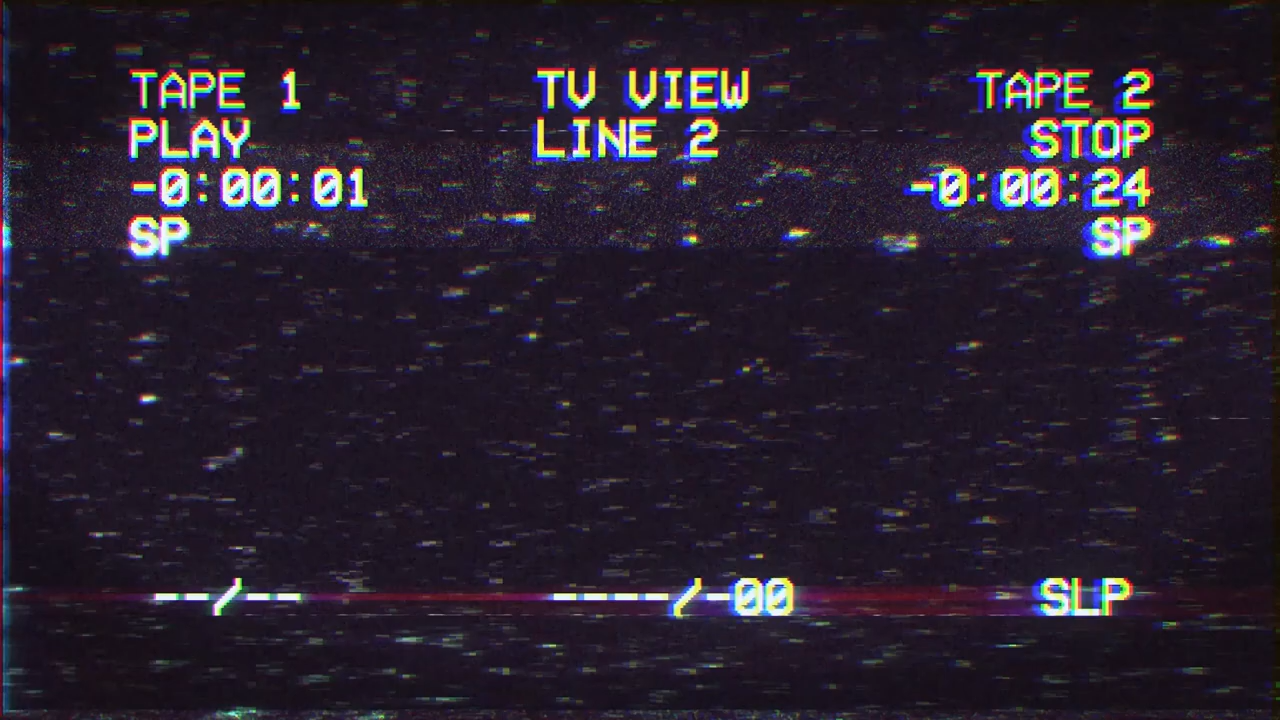 TAPE 1 TV VIEW TAPE 2
PLAY LINE 2 STOP
-0:00:01 -0:00:24
SP SP
--/-- ----/-00 SLP